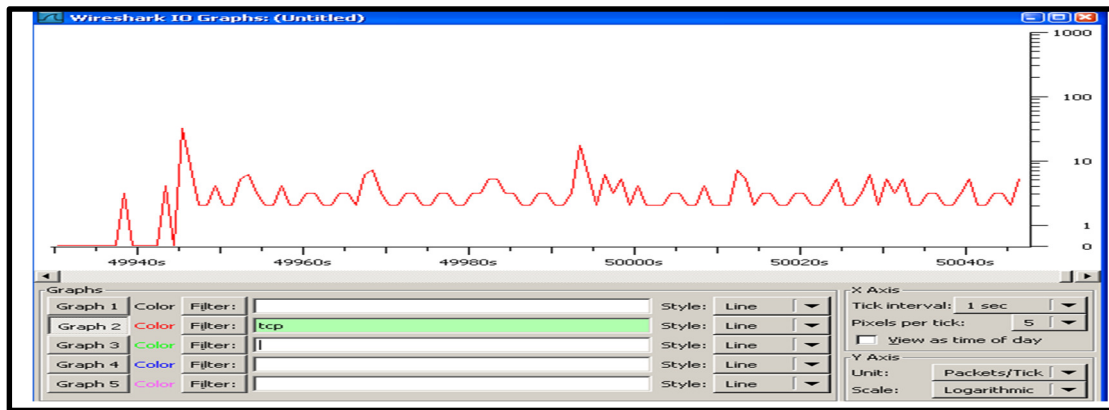 Wireshark IO Graphs: (Untitled)
1000
100
10
1
0
49940s 49960s 49980s 50000s 50020s 50040s
Graphs
Graph 1 Color Filter: Style: Line
Graph 2 Color Filter: tcp Style: Line
Graph 3 Color Filter: Style: Line
Graph 4 Color Filter: Style: Line
Graph 5 Color Filter: Style: Line
X Axis
Tick interval: 1 sec
Pixels per tick: 5
View as time of day
Y Axis
Unit: Packets/Tick
Scale: Logarithmic